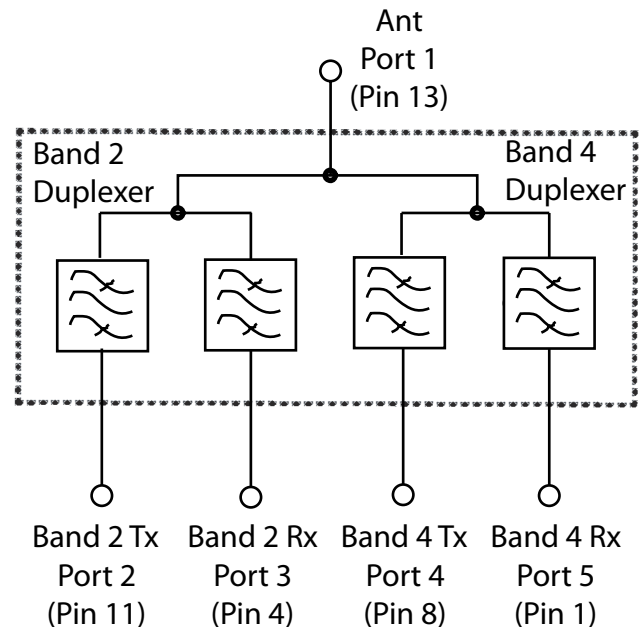 Ant
Port 1
(Pin 13)
Band 2
Duplexer
Band 4
Duplexer
Band 2 Tx
Port 2
(Pin 11)
Band 2 Rx
Port 3
(Pin 4)
Band 4 Tx
Port 4
(Pin 8)
Band 4 Rx
Port 5
(Pin 1)